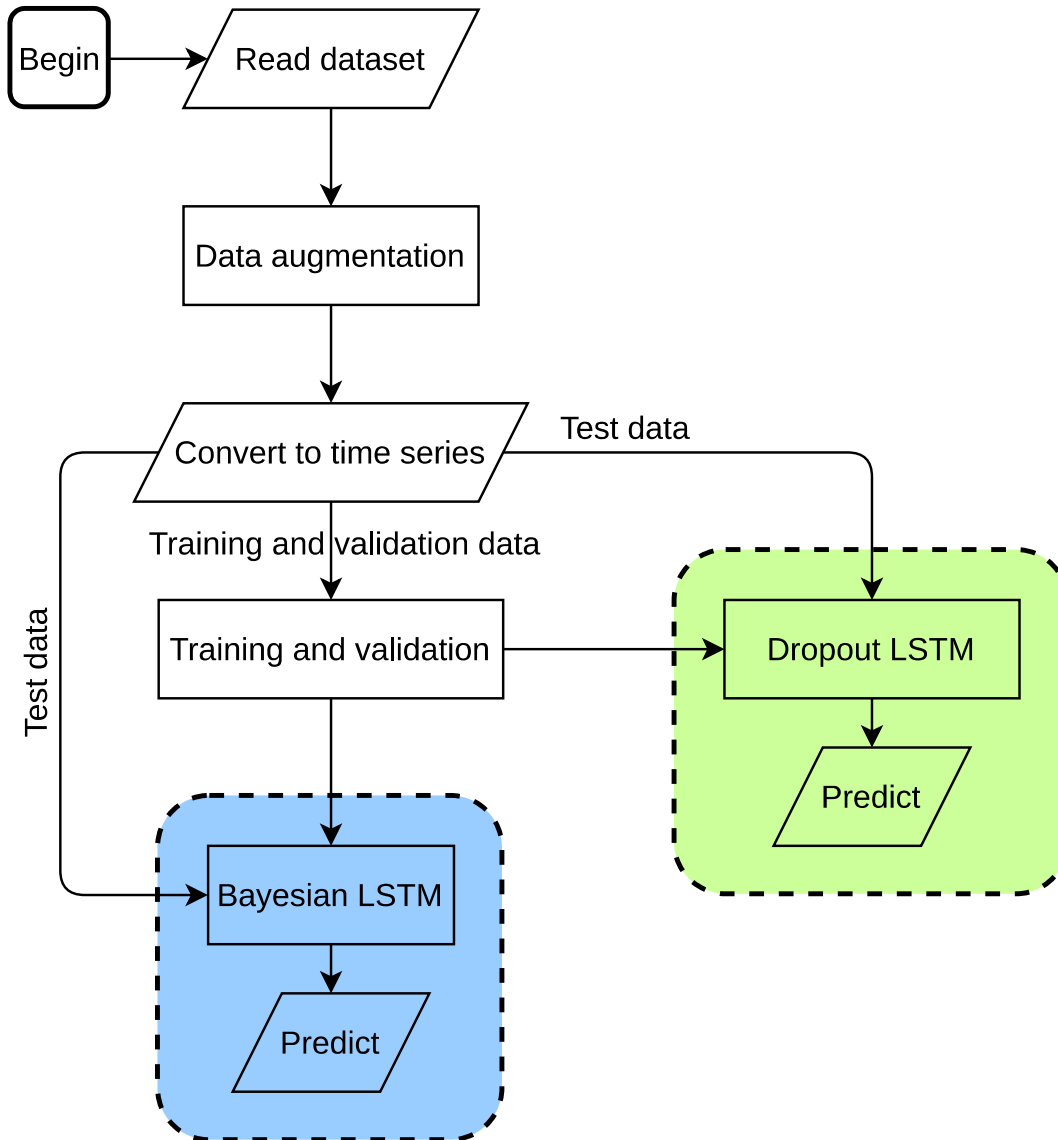 Begin
Read dataset
Data augmentation
Convert to time series
Test data
Training and validation data
Test data
Training and validation
Dropout LSTM
Predict
Bayesian LSTM
Predict